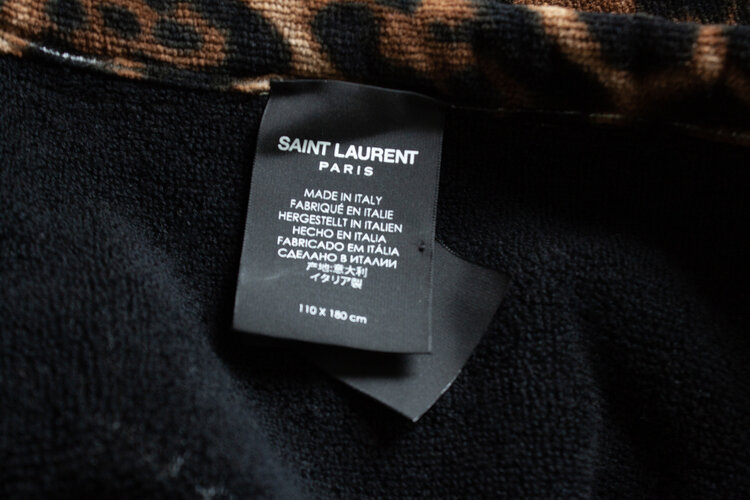 SAINT LAURENT
PARIS
MADE IN ITALY
FABRIQUÉ EN ITALIE
HERGESTELLT IN ITALIEN
HECHO EN ITALIA
FABRICADO EM ITÁLIA
СДЕЛАНО В ИТАЛИИ
产地:意大利
イタリア製
110 X 180 cm